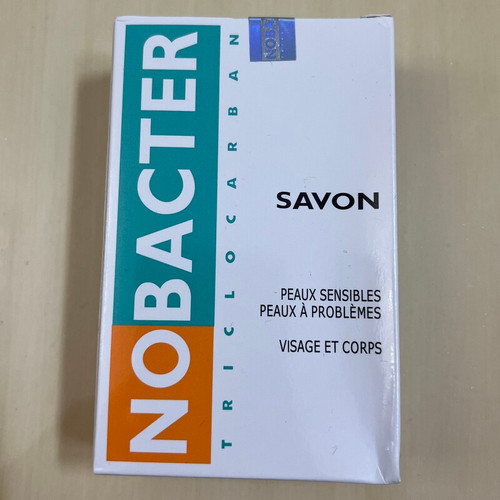 NOBACTER
TRICLOCARBAN
SAVON
PEAUX SENSIBLES
PEAUX À PROBLÈMES
VISAGE ET CORPS